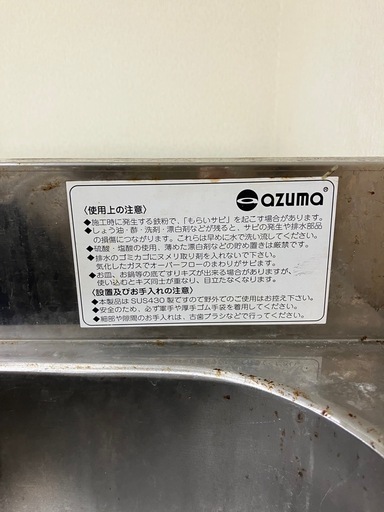 azuma®
〈使用上の注意〉
◆施工時に発生する鉄粉で、「もらいサビ」を起こす場合があります。
◆しょう油・酢・洗剤・漂白剤などが残ると、サビの発生や排水部品
の損傷につながります。これらは早めに水で洗い流してください。
◆硫酸・塩酸の使用、薄めた漂白剤などの貯め置きは厳禁です。
◆排水のゴミカゴにヌメリ取り剤を入れないで下さい。
気化したガスでオーバーフローのまわりがサビます。
◆お皿、お鍋等の底ですりキズが出来る場合がありますが、
使い込むとキズ同士が重なり、目立たなくなります。
〈設置及びお手入れの注意〉
◆本製品は SUS430 製ですので野外でのご使用はお控え下さい。
◆安全のため、必ず軍手や厚手ゴム手袋を着用してください。
◆細部や隙間のお手入れは、古歯ブラシなどで行ってください。